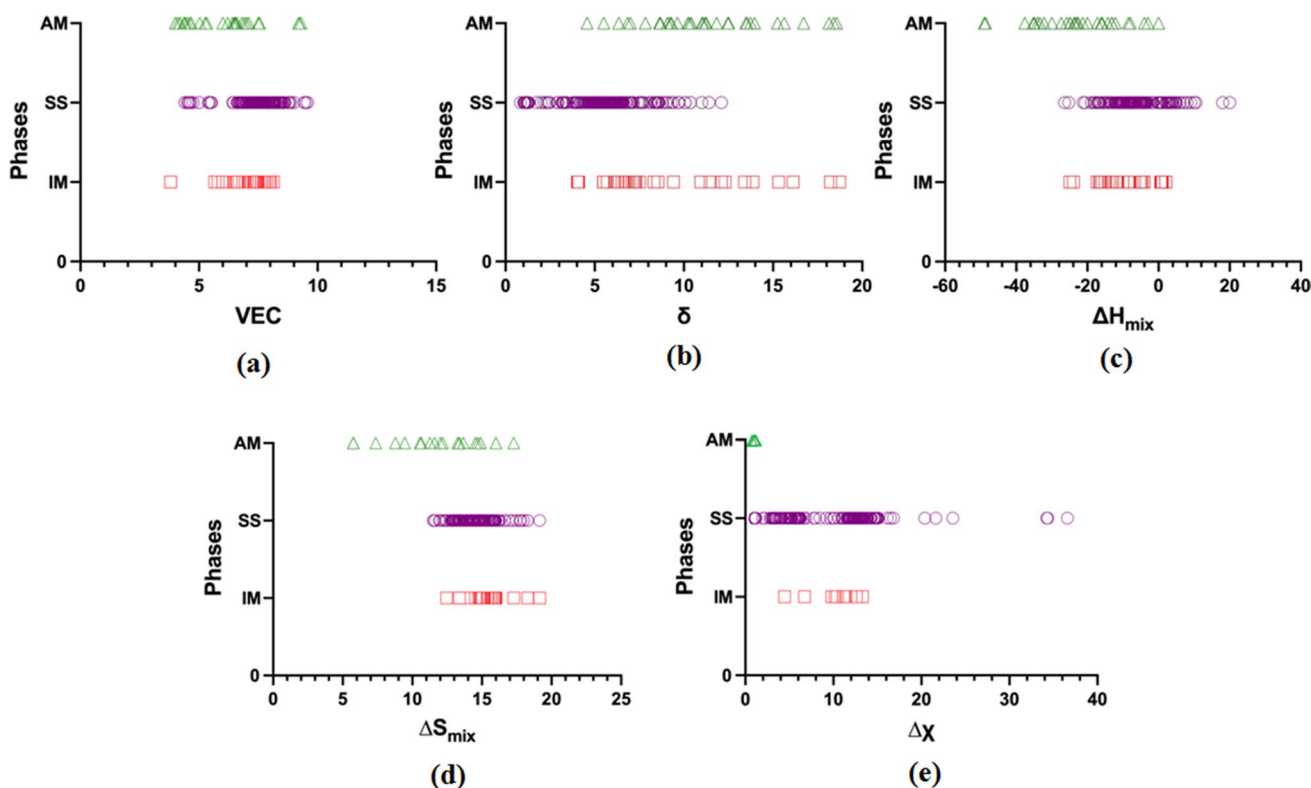 AM
SS
IM
0
Phases
0 5 10 15
VEC
(a)
AM
SS
IM
0
Phases
0 5 10 15 20
δ
(b)
AM
SS
IM
0
Phases
-60 -40 -20 0 20 40
ΔHmix
(c)
AM
SS
IM
0
Phases
0 5 10 15 20 25
ΔSmix
(d)
AM
SS
IM
0
Phases
0 10 20 30 40
Δχ
(e)